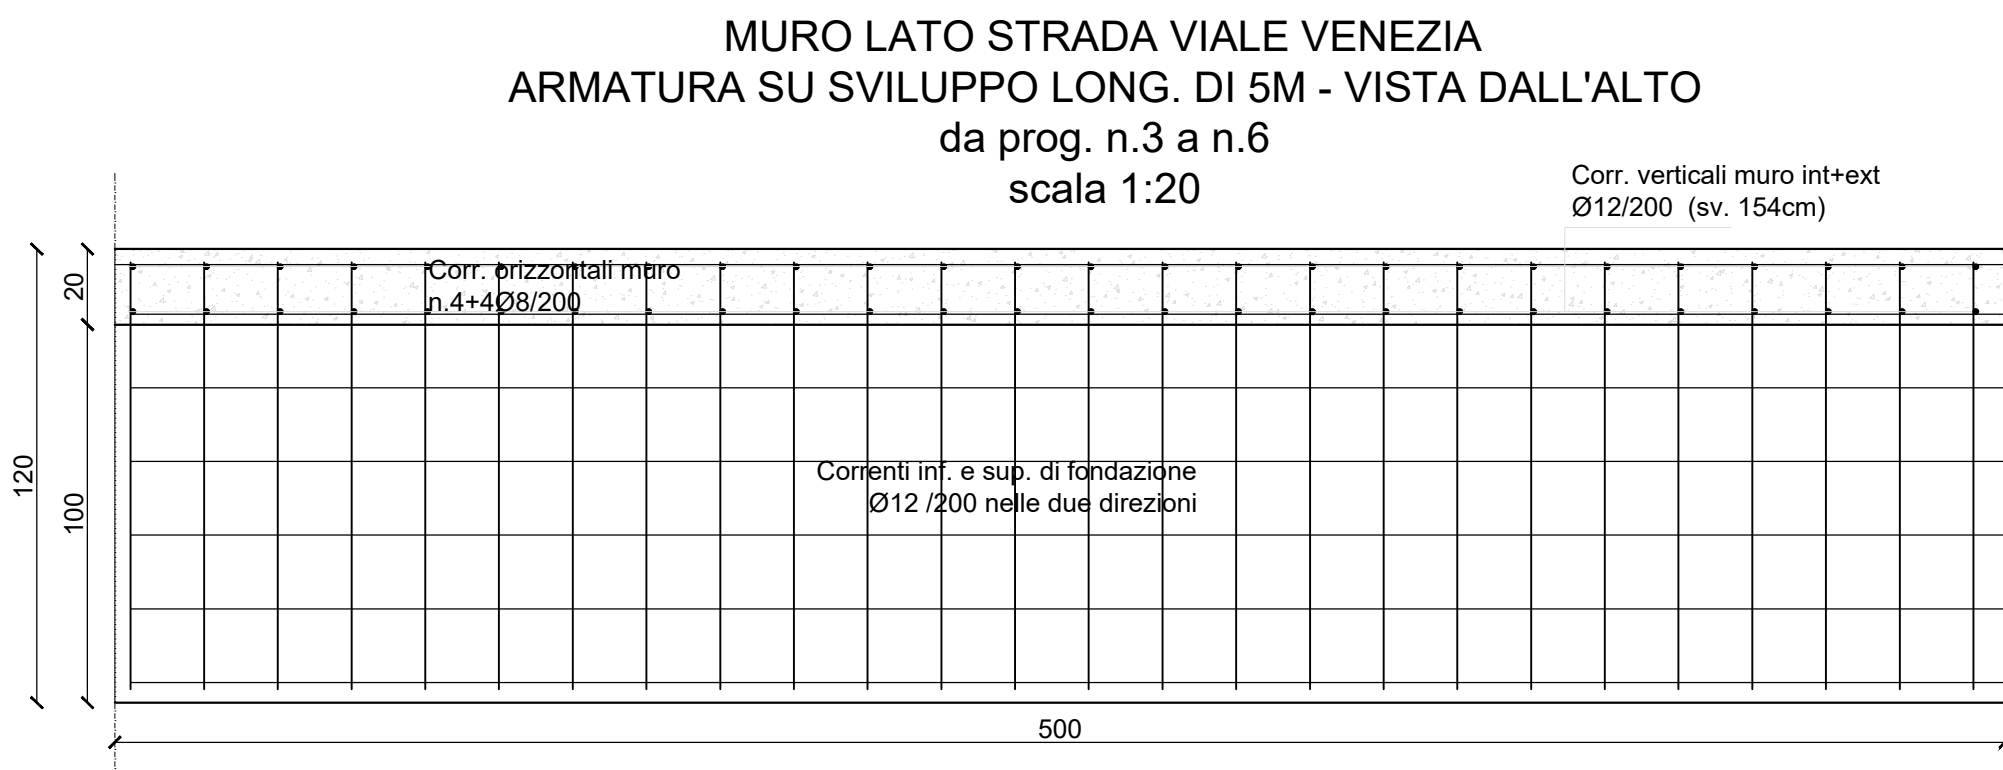 MURO LATO STRADA VIALE VENEZIA
ARMATURA SU SVILUPPO LONG. DI 5M - VISTA DALL'ALTO
da prog. n.3 a n.6
scala 1:20
Corr. verticali muro int+ext
Ø12/200 (sv. 154cm)
Corr. orizzontali muro
n.4+4Ø8/200
20
120
100
Correnti inf. e sup. di fondazione
Ø12 /200 nelle due direzioni
500